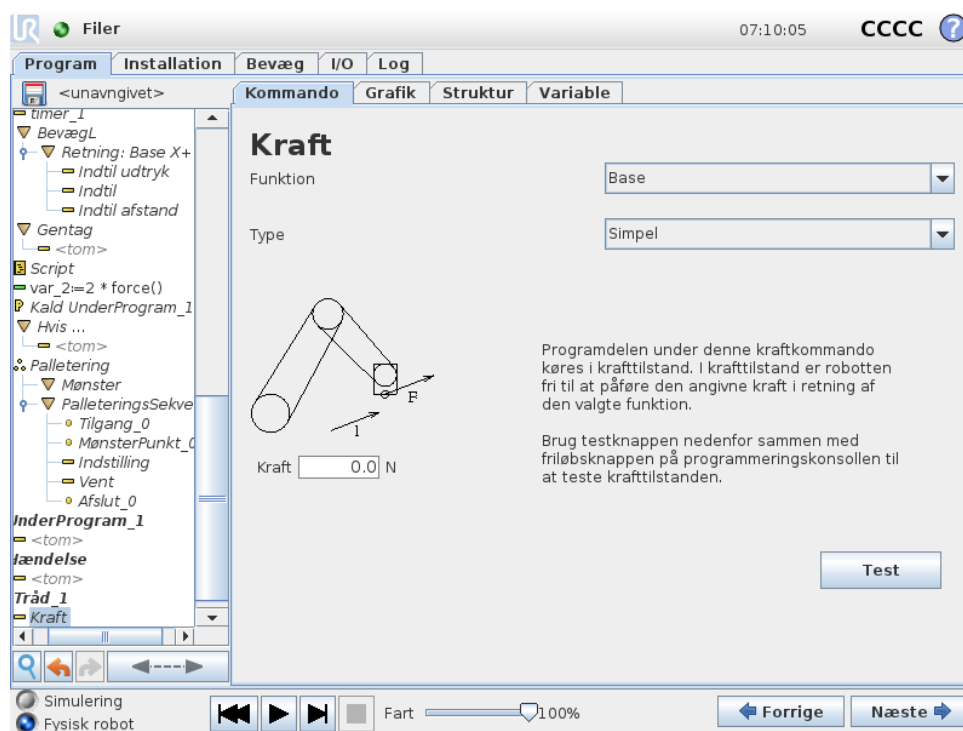 UR Filer 07:10:05 CCCC ?
Program Installation Bevæg I/O Log
<unavngivet>
Kommando Grafik Struktur Variable
timer_1
BevægL
Retning: Base X+
Indtil udtryk
Indtil
Indtil afstand
Gentag
<tom>
Script
var_2:=2 * force()
Kald UnderProgram_1
Hvis ...
<tom>
Palletering
Mønster
PalleteringsSekve
Tilgang_0
MønsterPunkt_0
Indstilling
Vent
Afslut_0
UnderProgram_1
<tom>
Hændelse
<tom>
Tråd_1
Kraft
Kraft
Funktion Base
Type Simpel
F
1
Kraft 0.0 N
Programdelen under denne kraftkommando
køres i krafttilstand. I krafttilstand er robotten
fri til at påføre den angivne kraft i retning af
den valgte funktion.
Brug testknappen nedenfor sammen med
friløbsknappen på programmeringskonsollen til
at teste krafttilstanden.
Test
Simulering
Fysisk robot
Fart 100%
Forrige Næste